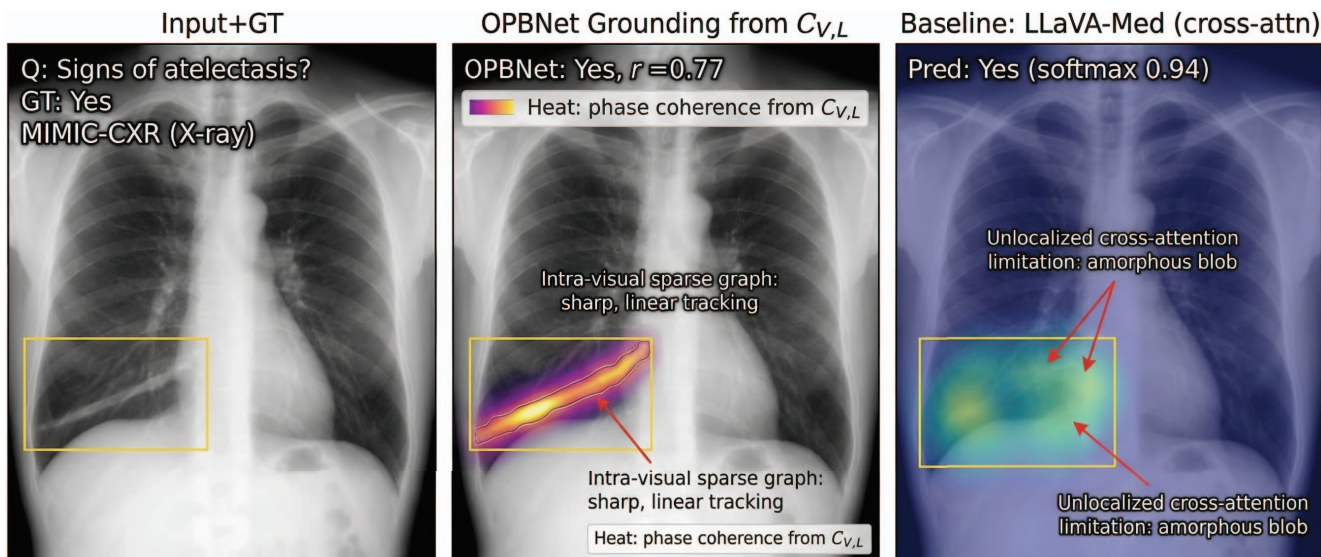 Input+GT
Q: Signs of atelectasis?
GT: Yes
MIMIC-CXR (X-ray)
OPBNet Grounding from C_{V,L}
OPBNet: Yes, r=0.77
Heat: phase coherence from C_{V,L}
Intra-visual sparse graph:
sharp, linear tracking
Intra-visual sparse graph:
sharp, linear tracking
Heat: phase coherence from C_{V,L}
Baseline: LLaVA-Med (cross-attn)
Pred: Yes (softmax 0.94)
Unlocalized cross-attention
limitation: amorphous blob
Unlocalized cross-attention
limitation: amorphous blob